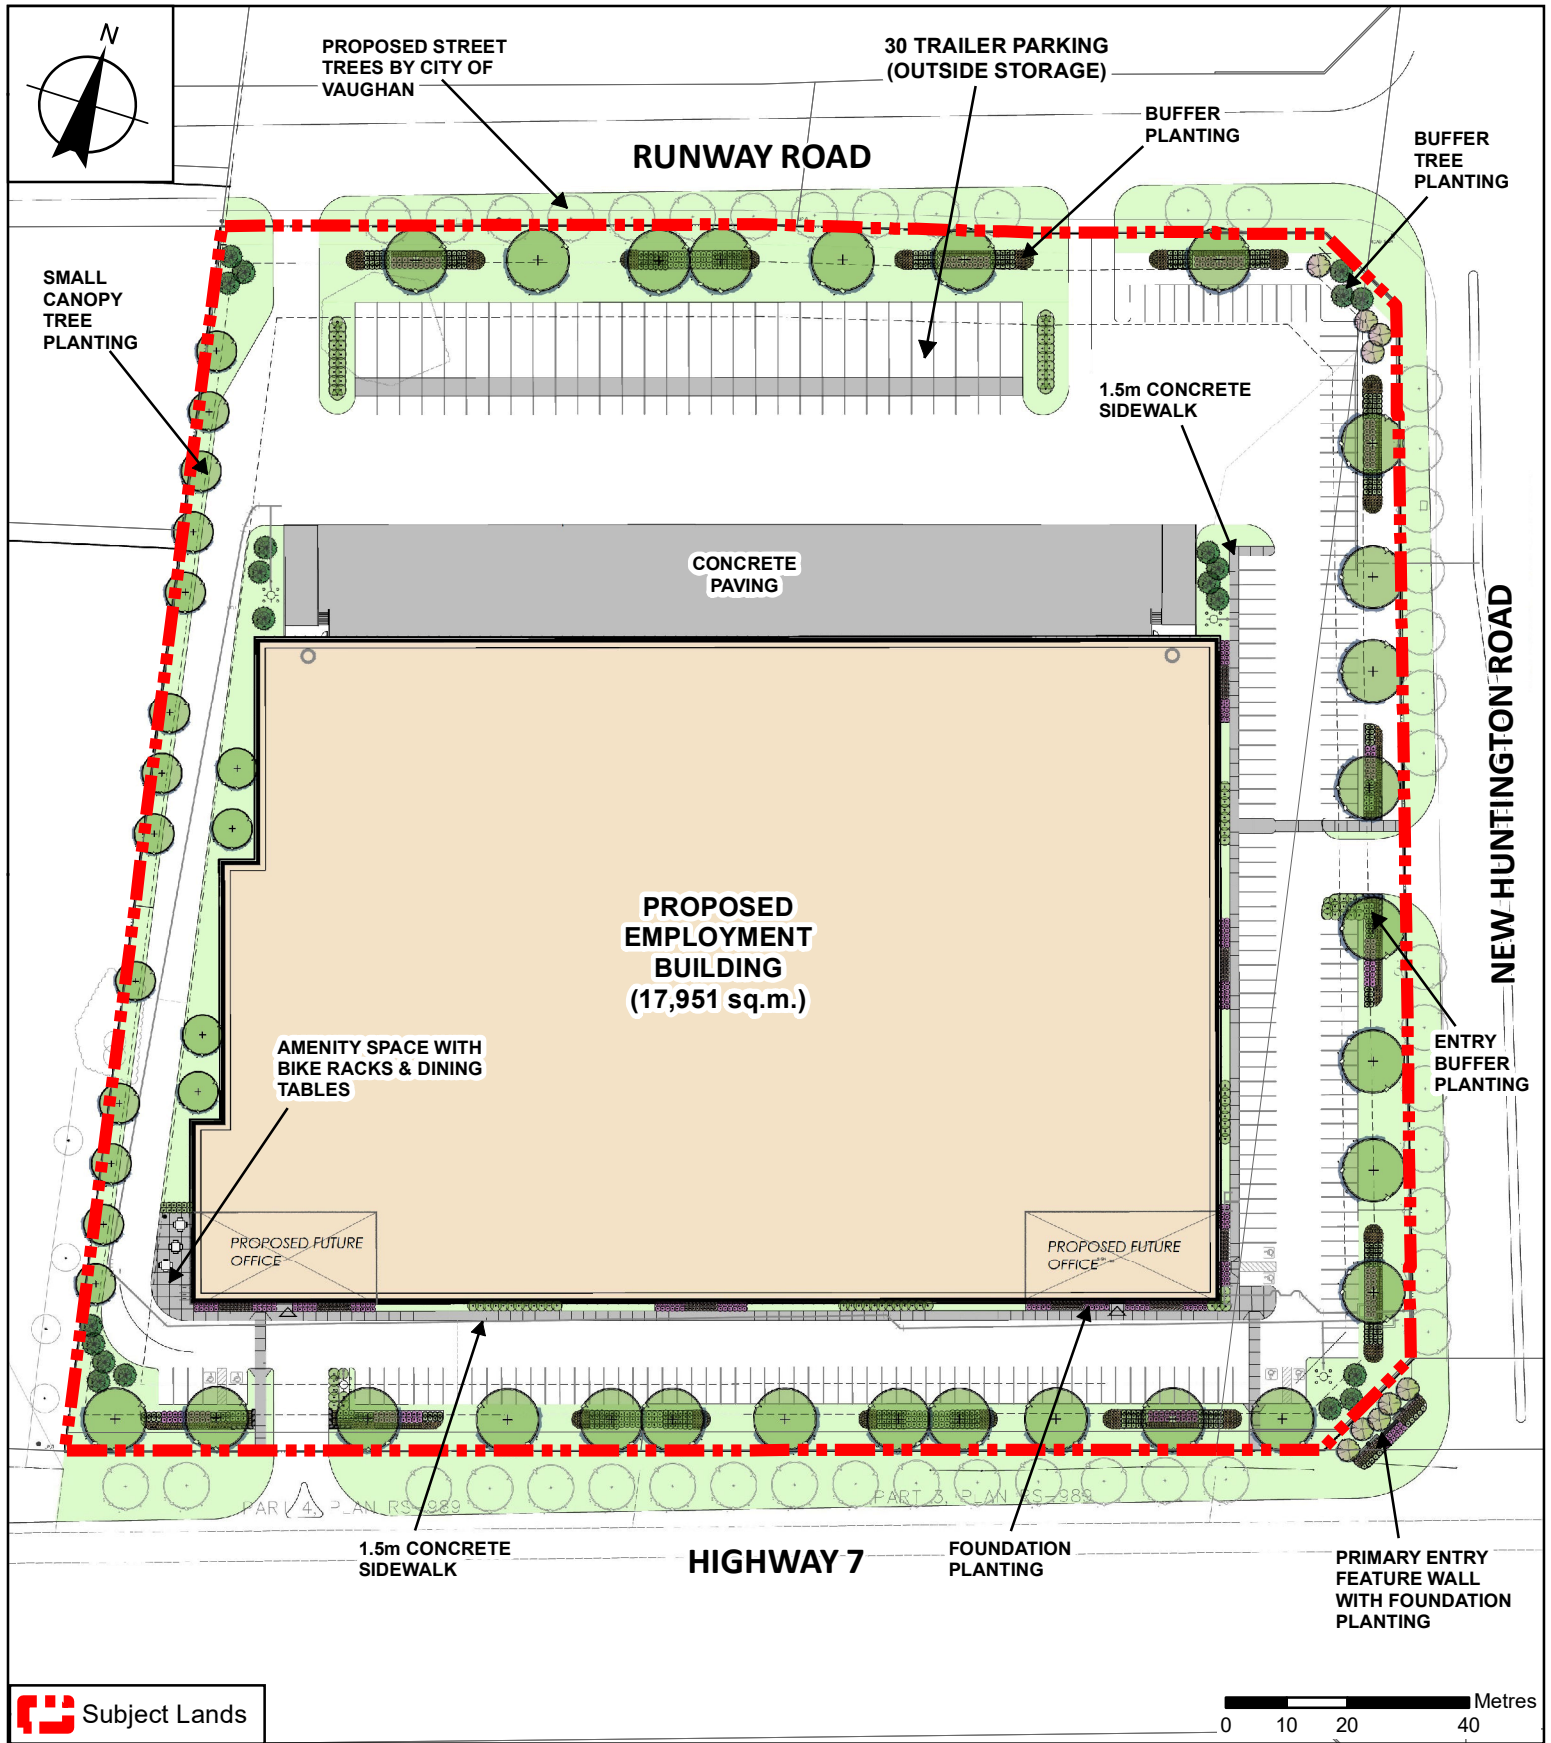 N
PROPOSED STREET
TREES BY CITY OF
VAUGHAN
30 TRAILER PARKING
(OUTSIDE STORAGE)
BUFFER
PLANTING
BUFFER
TREE
PLANTING
RUNWAY ROAD
SMALL
CANOPY
TREE
PLANTING
1.5m CONCRETE
SIDEWALK
CONCRETE
PAVING
NEW HUNTINGTON ROAD
PROPOSED
EMPLOYMENT
BUILDING
(17,951 sq.m.)
AMENITY SPACE WITH
BIKE RACKS & DINING
TABLES
ENTRY
BUFFER
PLANTING
PROPOSED FUTURE
OFFICE
PROPOSED FUTURE
OFFICE
PART 4, PLAN RS-989
PART 3, PLAN RS-989
1.5m CONCRETE
SIDEWALK
HIGHWAY 7
FOUNDATION
PLANTING
PRIMARY ENTRY
FEATURE WALL
WITH FOUNDATION
PLANTING
Subject Lands
Metres
0 10 20 40